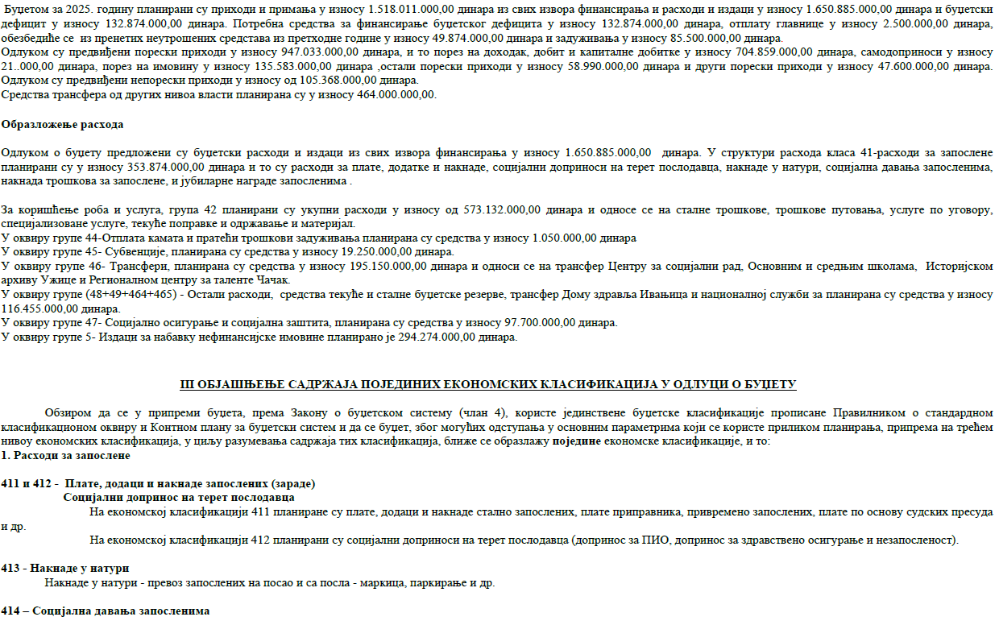 Буџетом за 2025. годину планирани су приходи и примања у износу 1.518.011.000,00 динара из свих извора финансирања и расходи и издаци у износу 1.650.885.000,00 динара и буџетски
дефицит у износу 132.874.000,00 динара. Потребна средства за финансирање буџетског дефицита у износу 132.874.000,00 динара, отплату главнице у износу 2.500.000,00 динара,
обезбедиће се из пренетих неутрошених средстава из претходне године у износу 49.874.000,00 динара и задуживања у износу 85.500.000,00 динара.
Одлуком су предвиђени порески приходи у износу 947.033.000,00 динара, и то порез на доходак, добит и капиталне добитке у износу 704.859.000,00 динара, самодоприноси у износу
21..000,00 динара, порез на имовину у износу 135.583.000,00 динара ,остали порески приходи у износу 58.990.000,00 динара и други порески приходи у износу 47.600.000,00 динара.
Одлуком су предвиђени непорески приходи у износу од 105.368.000,00 динара.
Средства трансфера од других нивоа власти планирана су у износу 464.000.000,00.
Образложење расхода
Одлуком о буџету предложени су буџетски расходи и издаци из свих извора финансирања у износу 1.650.885.000,00 динара. У структури расхода класа 41-расходи за запослене
планирани су у износу 353.874.000,00 динара и то су расходи за плате, додатке и накнаде, социјални доприноси на терет послодавца, накнаде у натури, социјална давања запосленима,
накнада трошкова за запослене, и јубиларне награде запосленима .
За коришћење роба и услуга, група 42 планирани су укупни расходи у износу од 573.132.000,00 динара и односе се на сталне трошкове, трошкове путовања, услуге по уговору,
специјализоване услуге, текуће поправке и одржавање и материјал.
У оквиру групе 44-Отплата камата и пратећи трошкови задуживања планирана су средства у износу 1.050.000,00 динара
У оквиру групе 45- Субвенције, планирана су средства у износу 19.250.000,00 динара.
У оквиру групе 46- Трансфери, планирана су средства у износу 195.150.000,00 динара и односи се на трансфер Центру за социјални рад, Основним и средњим школама, Историјском
архиву Ужице и Регионалном центру за таленте Чачак.
У оквиру групе (48+49+464+465) - Остали расходи, средства текуће и сталне буџетске резерве, трансфер Дому здравља Ивањица и националној служби за планирана су средства у износу
116.455.000,00 динара.
У оквиру групе 47- Социјално осигурање и социјална заштита, планирана су средства у износу 97.700.000,00 динара.
У оквиру групе 5- Издаци за набавку нефинансијске имовине планирано је 294.274.000,00 динара.
III ОБЈАШЊЕЊЕ САДРЖАЈА ПОЈЕДИНИХ ЕКОНОМСКИХ КЛАСИФИКАЦИЈА У ОДЛУЦИ О БУЏЕТУ
Обзиром да се у припреми буџета, према Закону о буџетском систему (члан 4), користе јединствене буџетске класификације прописане Правилником о стандардном
класификационом оквиру и Контном плану за буџетски систем и да се буџет, због могућих одступања у основним параметрима који се користе приликом планирања, припрема на трећем
нивоу економских класификација, у циљу разумевања садржаја тих класификација, ближе се образлажу поједине економске класификације, и то:
1. Расходи за запослене
411 и 412 - Плате, додаци и накнаде запослених (зараде)
Социјални допринос на терет послодавца
На економској класификацији 411 планиране су плате, додаци и накнаде стално запослених, плате приправника, привремено запослених, плате по основу судских пресуда
и др.
На економској класификацији 412 планирани су социјални доприноси на терет послодавца (допринос за ПИО, допринос за здравствено осигурање и незапосленост).
413 - Накнаде у натури
Накнаде у натури - превоз запослених на посао и са посла - маркица, паркирање и др.
414 – Социјална давања запосленима